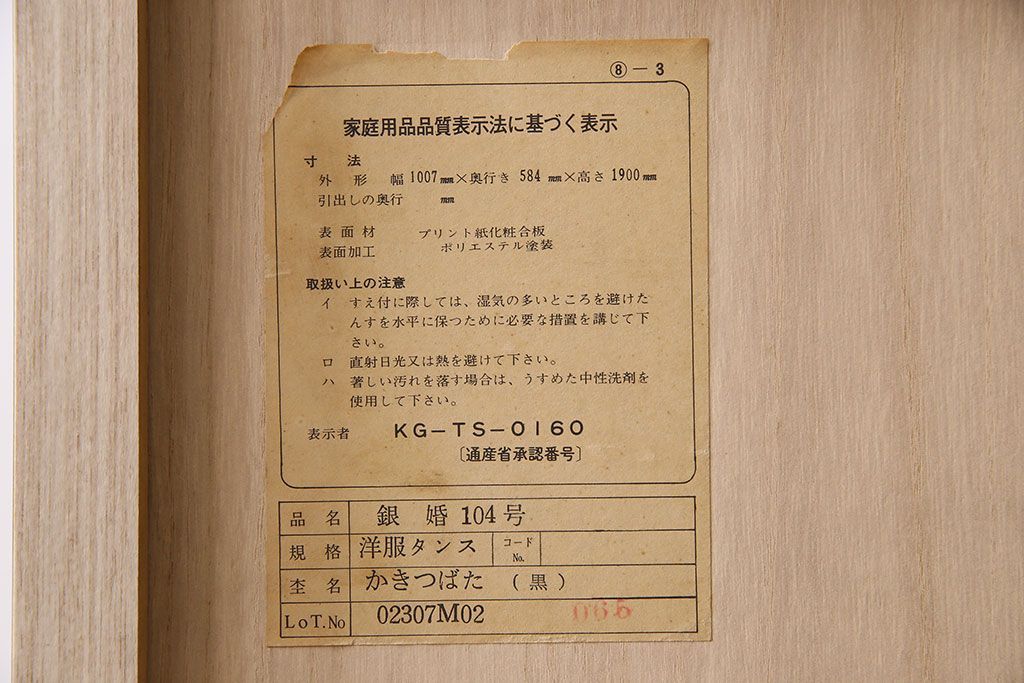 ⑧－3
家庭用品品質表示法に基づく表示
寸　法
外　形　幅 1007 ㎜×奥行き 584 ㎜×高さ 1900 ㎜
引出しの奥行　　㎜
表 面 材　　プリント紙化粧合板
表面加工　　ポリエステル塗装
取扱い上の注意
イ　すえ付に際しては、湿気の多いところを避けた
んすを水平に保つために必要な措置を講じて下
さい。
ロ　直射日光又は熱を避けて下さい。
ハ　著しい汚れを落す場合は、うすめた中性洗剤を
使用して下さい。
表示者　　KG－TS－0160
〔通産省承認番号〕
品　名　銀　婚 104 号
規　格　洋服タンス　コードNo.
杢　名　かきつばた　（黒）
LoT.No　02307M02　065